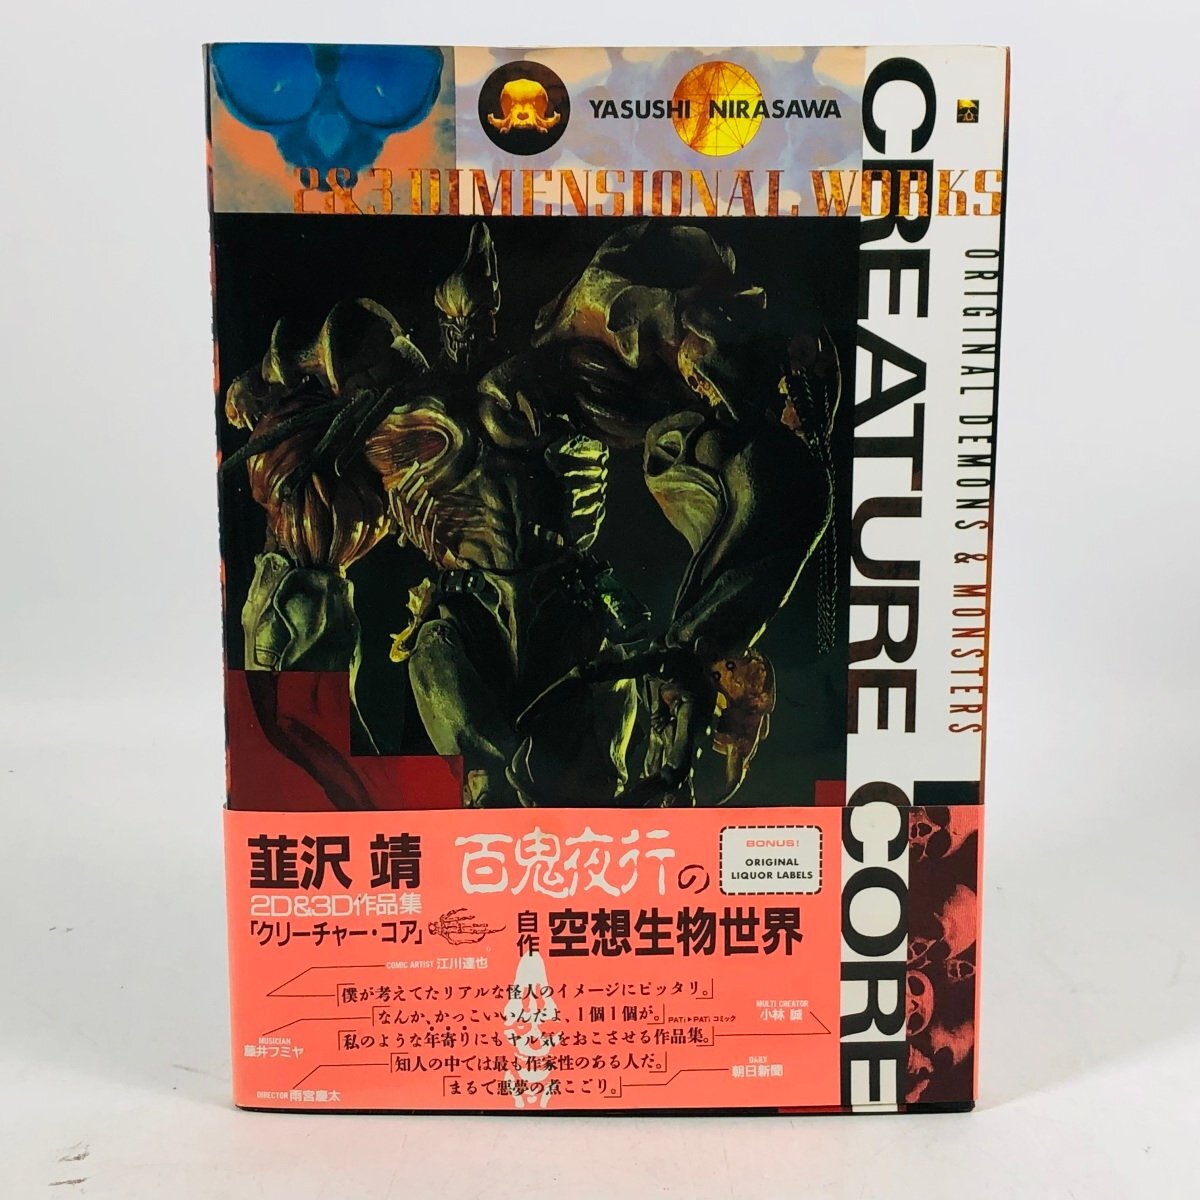 YASUSHI NIRASAWA
2&3 DIMENSIONAL WORKS
CREATURE CORE
ORIGINAL DEMONS & MONSTERS
韮沢 靖
2D&3D作品集
「クリーチャー・コア」
百鬼夜行の
自作 空想生物世界
BONUS!
ORIGINAL
LIQUOR LABELS
COMIC ARTIST 江川達也
「僕が考えてたリアルな怪人のイメージにピッタリ。」
「なんか、かっこいいんだよ、1個1個が。」PATi▶PATi コミック
MUSICIAN
藤井フミヤ
MULTI CREATOR
小林 誠
「私のような年寄りにもヤル気をおこさせる作品集。」
「知人の中では最も作家性のある人だ。」
DAILY
朝日新聞
「まるで悪夢の煮こごり。」
DIRECTOR 雨宮慶太